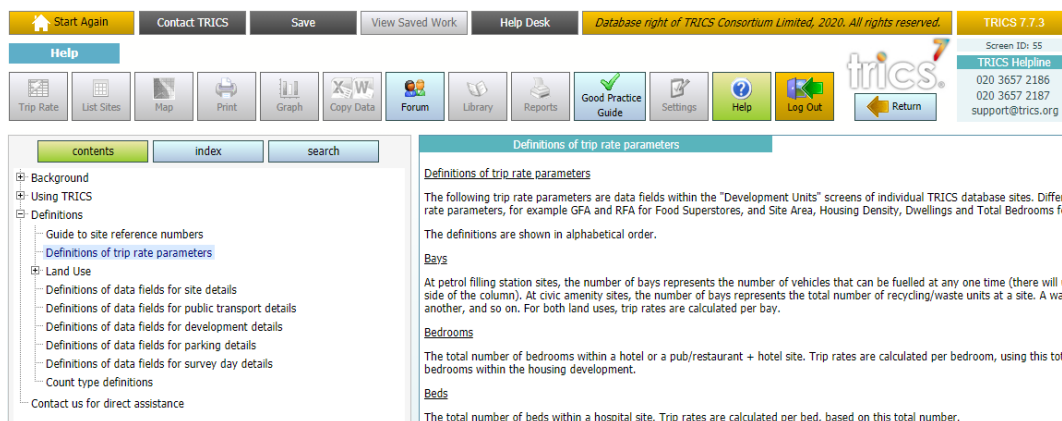 Start Again
Contact TRICS
Save
View Saved Work
Help Desk
Database right of TRICS Consortium Limited, 2020. All rights reserved.
TRICS 7.7.3
Help
Screen ID: 55
TRICS Helpline
020 3657 2186
020 3657 2187
support@trics.org
trics 7
Trip Rate
List Sites
Map
Print
Graph
Copy Data
Forum
Library
Reports
Good Practice
Guide
Settings
Help
Log Out
Return
contents
index
search
Background
Using TRICS
Definitions
Guide to site reference numbers
Definitions of trip rate parameters
Land Use
Definitions of data fields for site details
Definitions of data fields for public transport details
Definitions of data fields for development details
Definitions of data fields for parking details
Definitions of data fields for survey day details
Count type definitions
Contact us for direct assistance
Definitions of trip rate parameters
Definitions of trip rate parameters
The following trip rate parameters are data fields within the "Development Units" screens of individual TRICS database sites.
rate parameters, for example GFA and RFA for Food Superstores, and Site Area, Housing Density, Dwellings and Total Bedrooms
The definitions are shown in alphabetical order.
Bays
At petrol filling station sites, the number of bays represents the number of vehicles that can be fuelled at any one time (there will
side of the column). At civic amenity sites, the number of bays represents the total number of recycling/waste units at a site. A
another, and so on. For both land uses, trip rates are calculated per bay.
Bedrooms
The total number of bedrooms within a hotel or a pub/restaurant + hotel site. Trip rates are calculated per bedroom, using this
bedrooms within the housing development.
Beds
The total number of beds within a hospital site. Trip rates are calculated per bed, based on this total number.